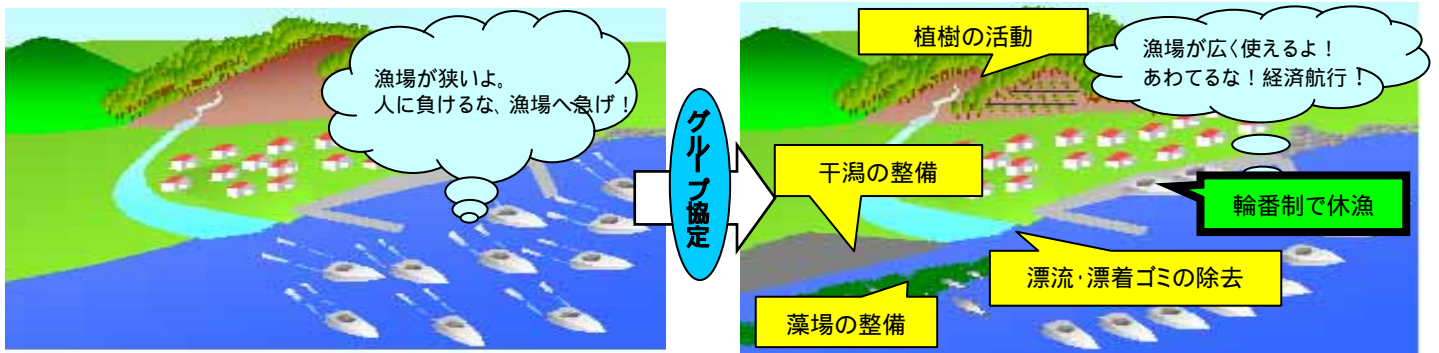 漁場が狭いよ。
人に負けるな、漁場へ急げ！
グループ協定
植樹の活動
漁場が広く使えるよ！
あわてるな！経済航行！
干潟の整備
輪番制で休漁
漂流・漂着ゴミの除去
藻場の整備